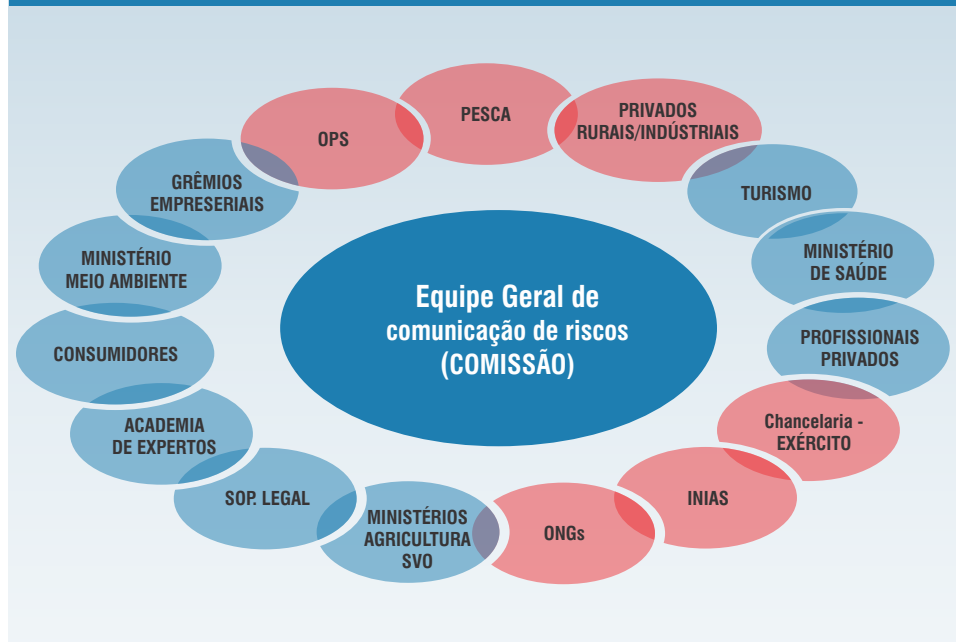 OPS
PESCA
PRIVADOS
RURAIS/INDÚSTRIAIS
GRÊMIOS
EMPRESERIAIS
TURISMO
MINISTÉRIO
MEIO AMBIENTE
MINISTÉRIO
DE SAÚDE
Equipe Geral de
comunicação de riscos
(COMISSÃO)
CONSUMIDORES
PROFISSIONAIS
PRIVADOS
ACADEMIA
DE EXPERTOS
Chancelaria -
EXÉRCITO
SOP. LEGAL
MINISTÉRIOS
AGRICULTURA
SVO
ONGs
INIAS